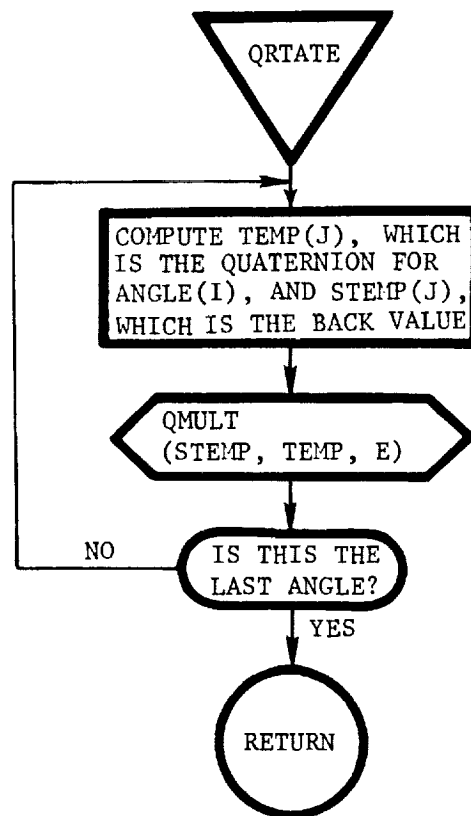 QRTATE
COMPUTE TEMP(J), WHICH
IS THE QUATERNION FOR
ANGLE(I), AND STEMP(J),
WHICH IS THE BACK VALUE
QMULT
(STEMP, TEMP, E)
IS THIS THE
LAST ANGLE?
NO
YES
RETURN